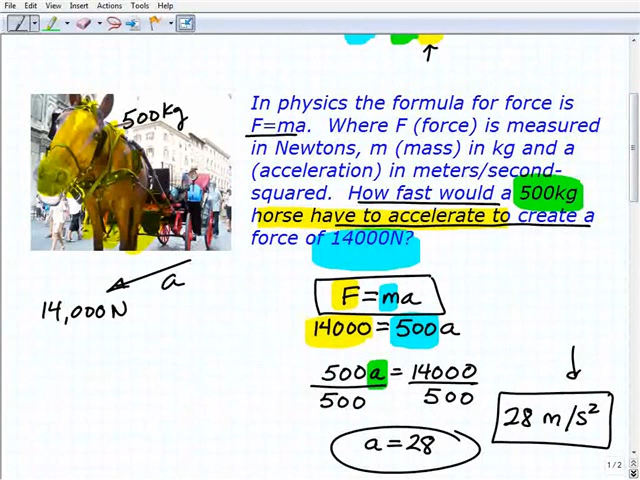 File Edit View Insert Actions Tools Help
500kg
In physics the formula for force is
F=ma. Where F (force) is measured
in Newtons, m (mass) in kg and a
(acceleration) in meters/second-
squared. How fast would a 500kg
horse have to accelerate to create a
force of 14000N?
a
14,000N
F = ma
14000 = 500a
500a = 14000
500 500
a = 28
28 m/s²
1/2